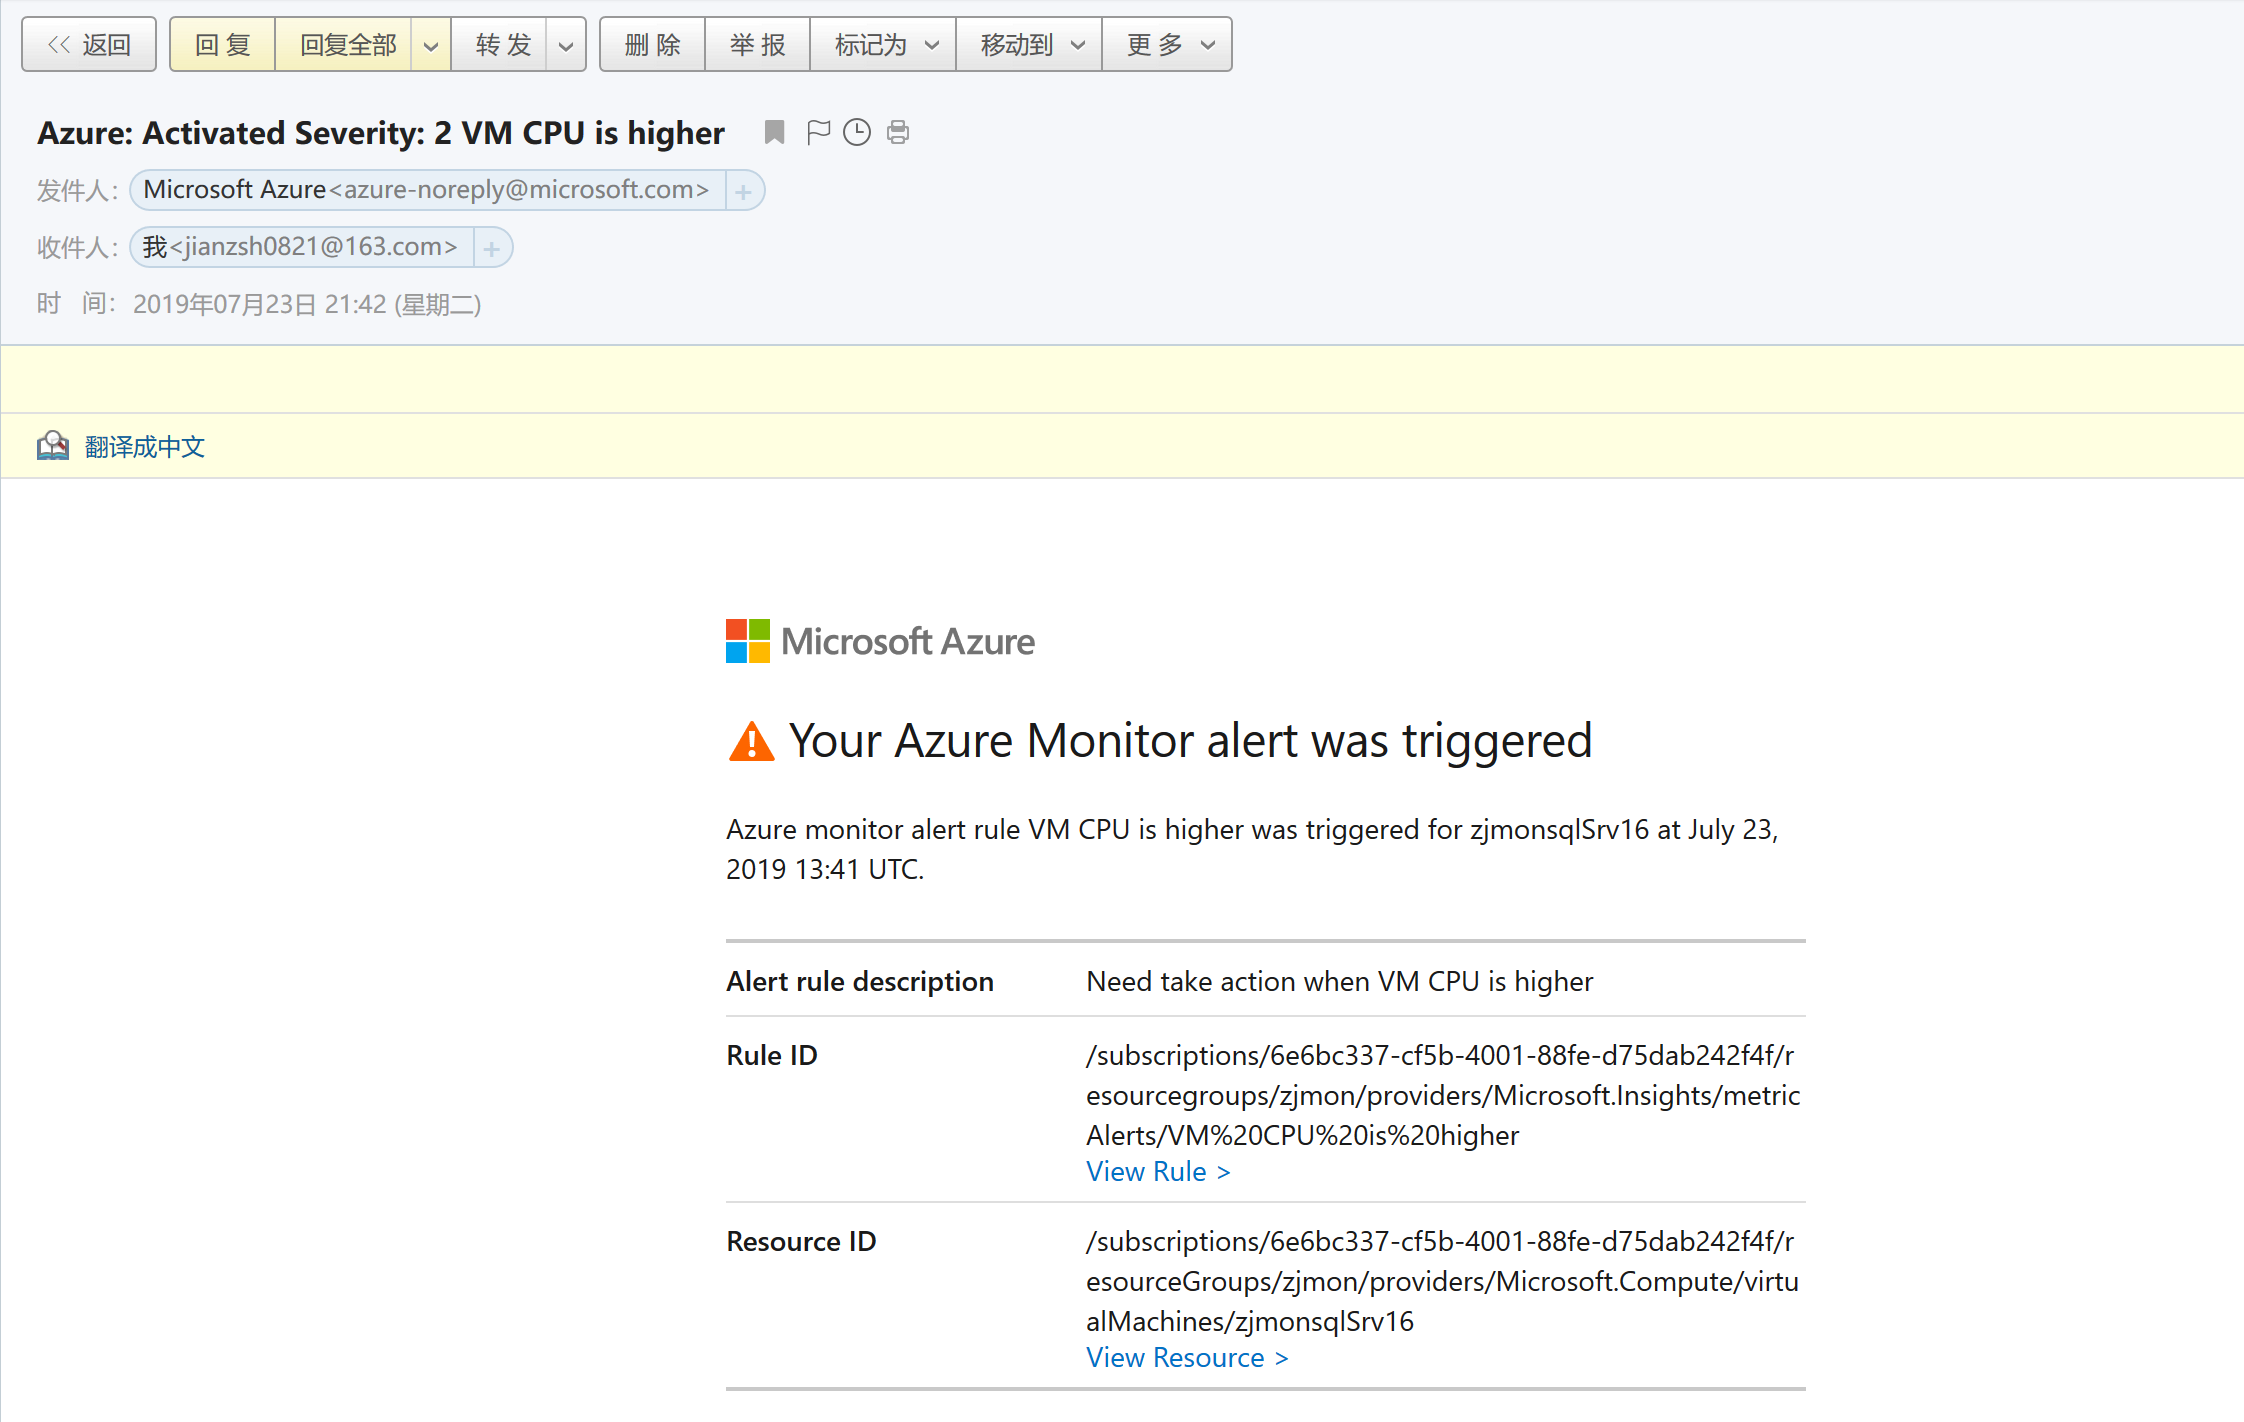 << 返回 回 复 回复全部 转 发 删 除 举 报 标记为 移动到 更 多
Azure: Activated Severity: 2 VM CPU is higher
发件人： Microsoft Azure<azure-noreply@microsoft.com> +
收件人： 我<jianzsh0821@163.com> +
时 间： 2019年07月23日 21:42 (星期二)
翻译成中文
Microsoft Azure
Your Azure Monitor alert was triggered
Azure monitor alert rule VM CPU is higher was triggered for zjmonsqlSrv16 at July 23,
2019 13:41 UTC.
Alert rule description Need take action when VM CPU is higher
Rule ID /subscriptions/6e6bc337-cf5b-4001-88fe-d75dab242f4f/r
esourcegroups/zjmon/providers/Microsoft.Insights/metric
Alerts/VM%20CPU%20is%20higher
View Rule >
Resource ID /subscriptions/6e6bc337-cf5b-4001-88fe-d75dab242f4f/r
esourceGroups/zjmon/providers/Microsoft.Compute/virtu
alMachines/zjmonsqlSrv16
View Resource >